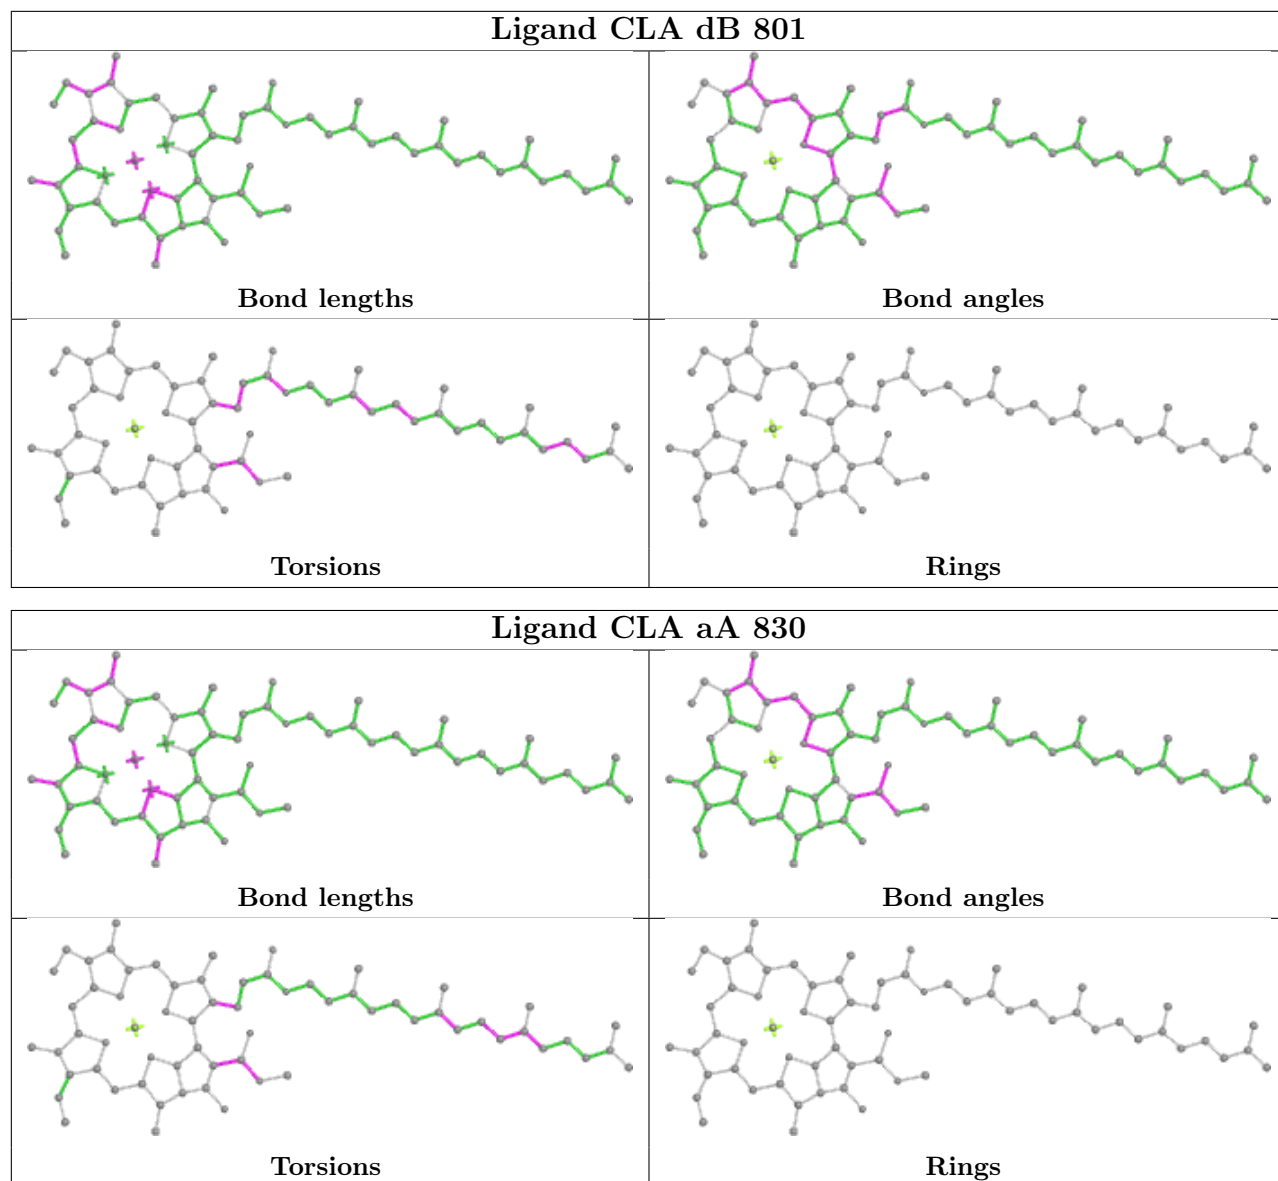 Ligand CLA dB 801
Bond lengths
Bond angles
Torsions
Rings
Ligand CLA aA 830
Bond lengths
Bond angles
Torsions
Rings